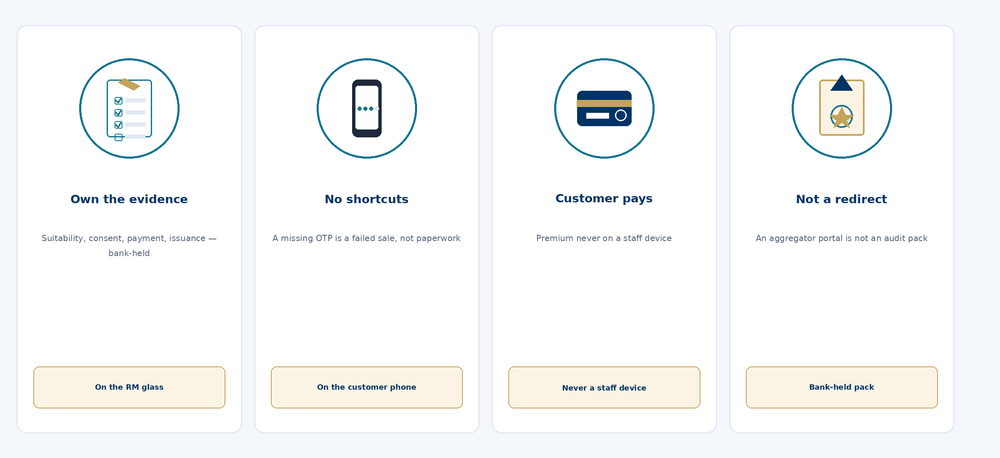 Own the evidence
Suitability, consent, payment, issuance —
bank-held
On the RM glass
No shortcuts
A missing OTP is a failed sale, not paperwork
On the customer phone
Customer pays
Premium never on a staff device
Never a staff device
Not a redirect
An aggregator portal is not an audit pack
Bank-held pack